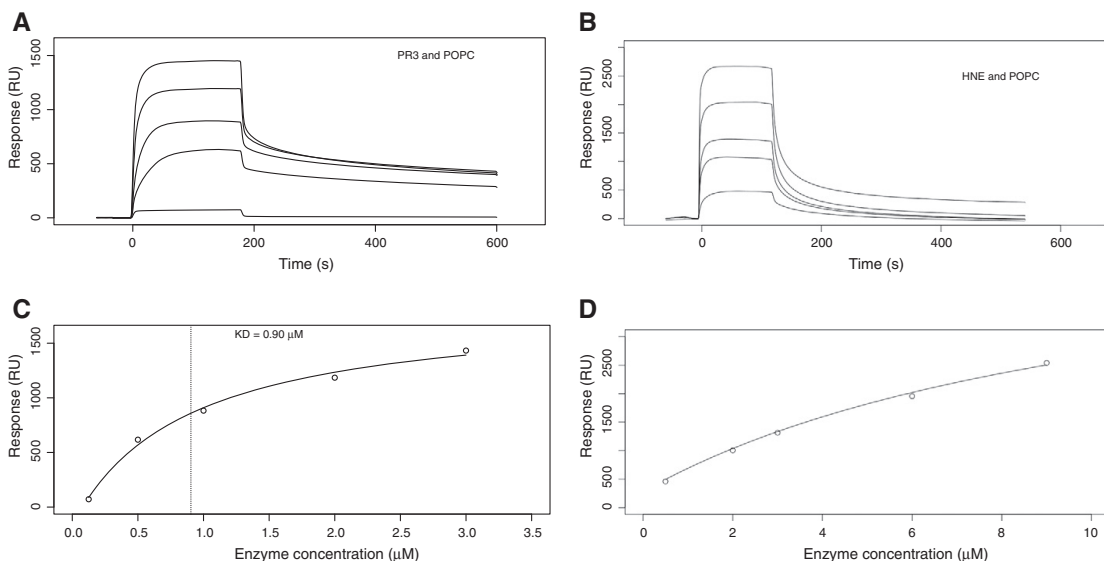 A
PR3 and POPC
Response (RU)
1500
1000
500
0
0 200 400 600
Time (s)
B
HNE and POPC
Response (RU)
2500
1500
500
0
0 200 400 600
Time (s)
C
KD = 0.90 μM
Response (RU)
1500
1000
500
0
0.0 0.5 1.0 1.5 2.0 2.5 3.0 3.5
Enzyme concentration (μM)
D
Response (RU)
2500
1500
500
0
0 2 4 6 8 10
Enzyme concentration (μM)